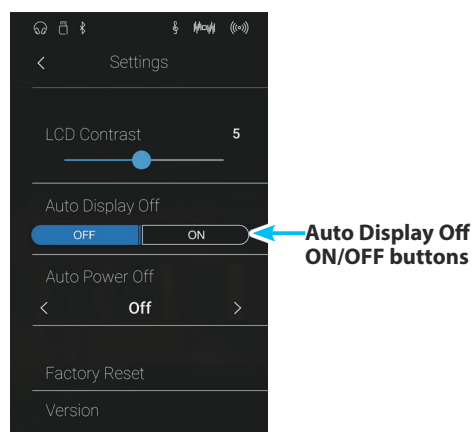 Settings
LCD Contrast 5
Auto Display Off
OFF ON
Auto Display Off
ON/OFF buttons
Auto Power Off
< Off >
Factory Reset
Version